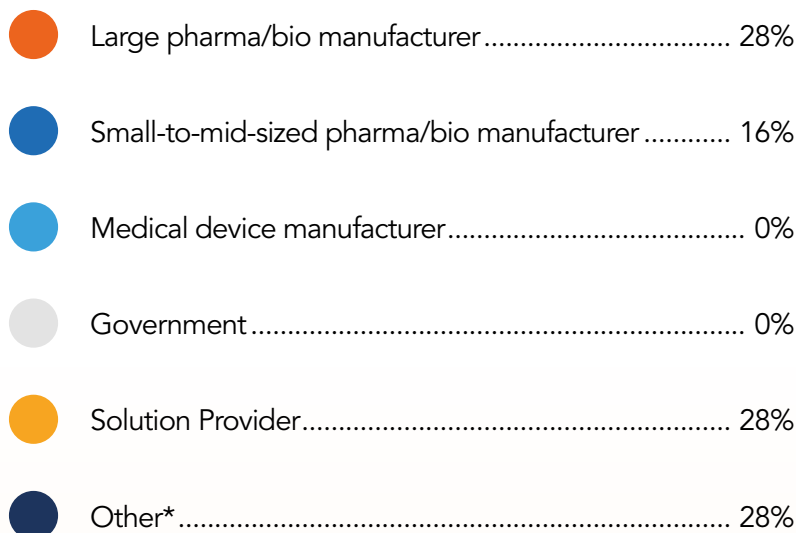 Large pharma/bio manufacturer ................................ 28%
Small-to-mid-sized pharma/bio manufacturer ............ 16%
Medical device manufacturer ...................................... 0%
Government ................................................................ 0%
Solution Provider ........................................................ 28%
Other* ......................................................................... 28%